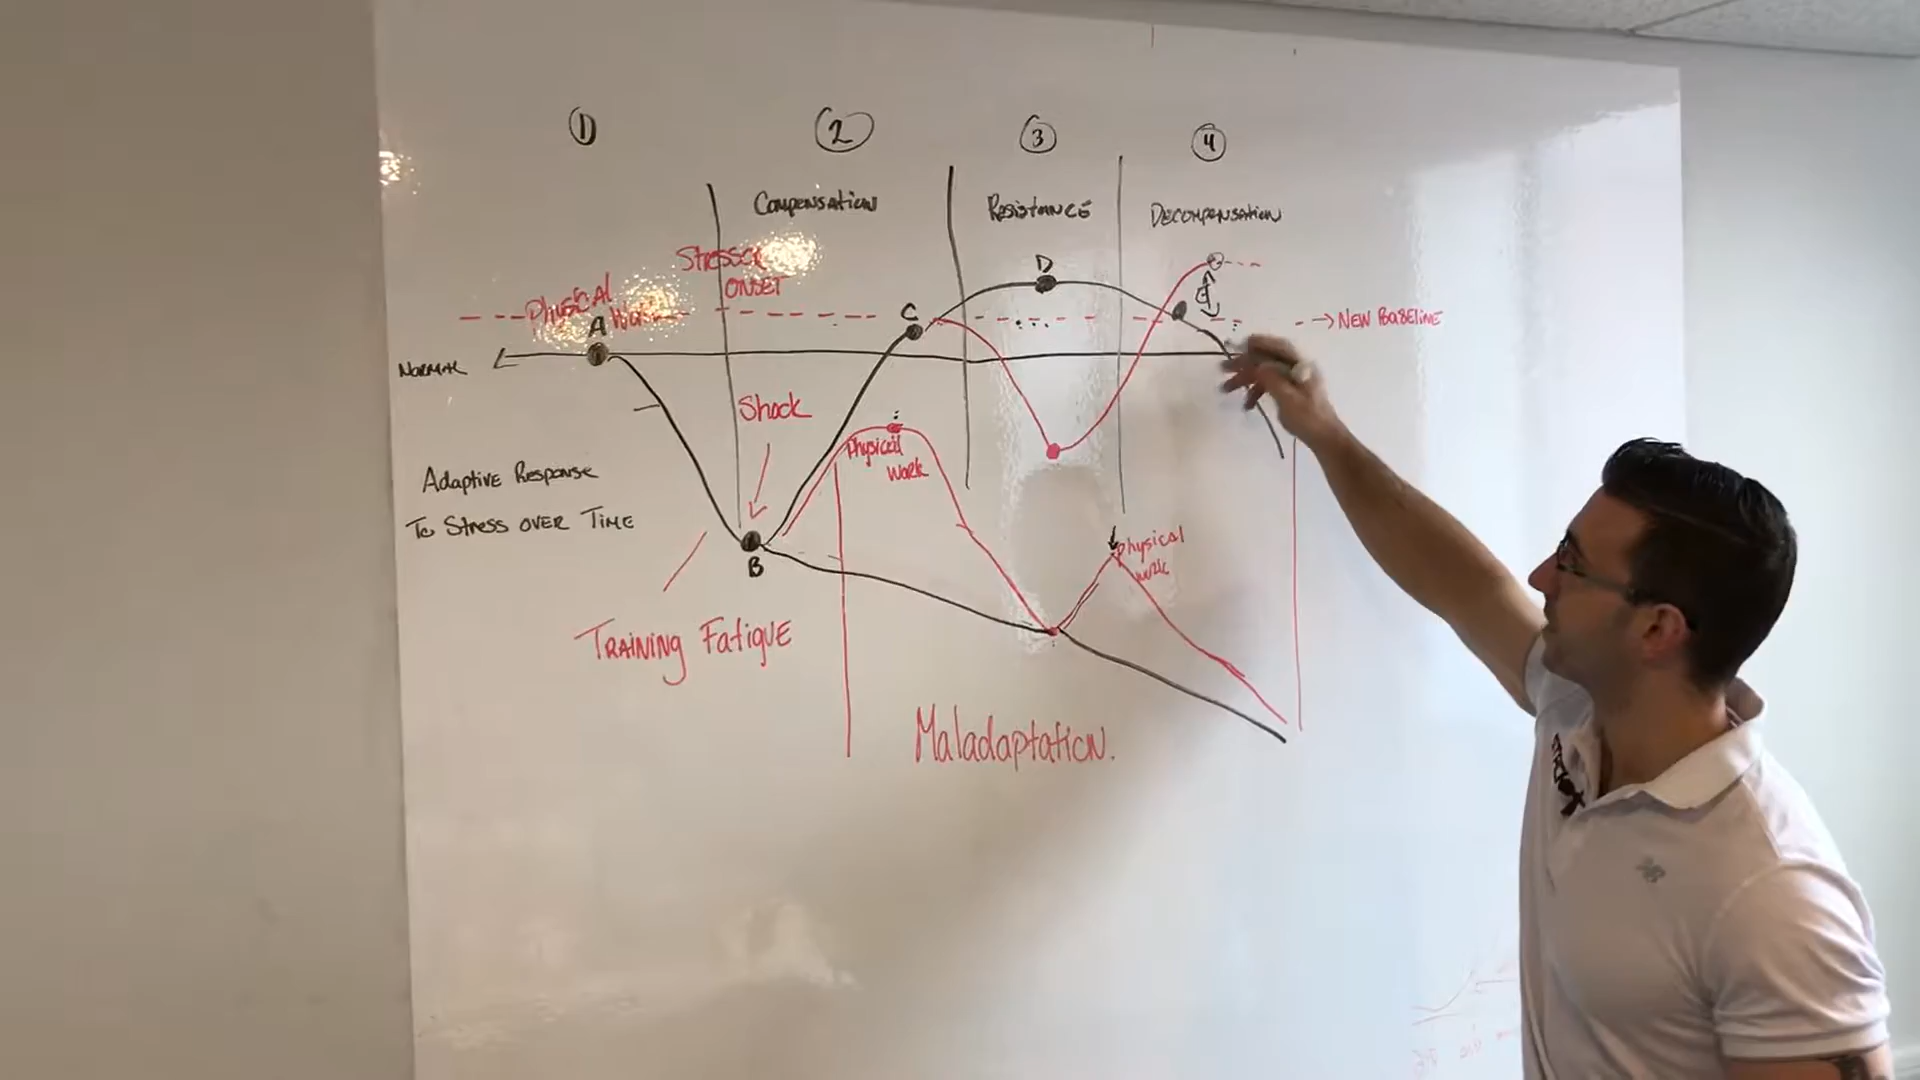 1
2
3
4
Compensation
Resistance
Decompensation
Stressor
Onset
Physical
Work
A
C
D
New Baseline
Normal
Shock
Physical
Work
Adaptive Response
To Stress over Time
B
Physical
work
Training Fatigue
Maladaptation.